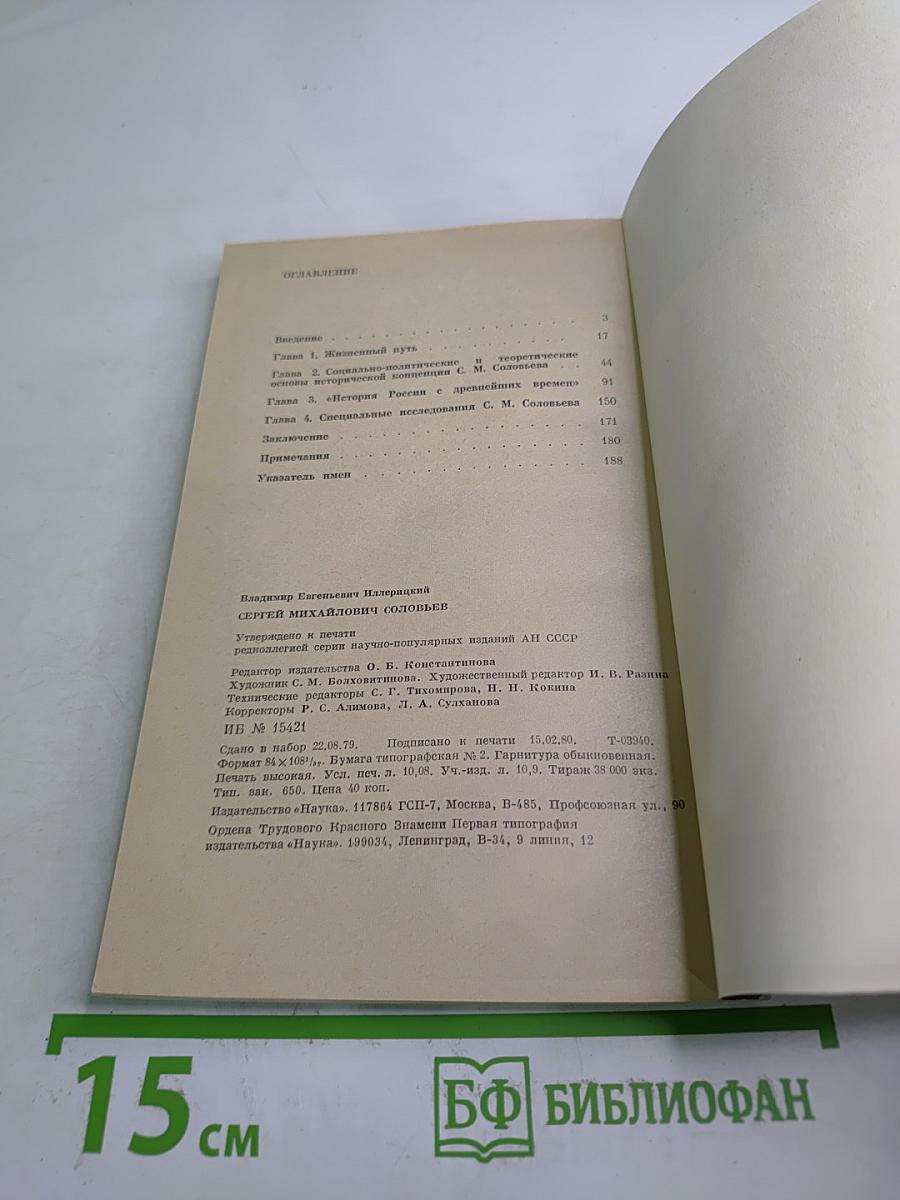 ОГЛАВЛЕНИЕ
Введение . . . . . . . . . . . . . . . . 3
Глава 1. Жизненный путь . . . . . . . . . . 17
Глава 2. Социально-политические и теоретические
основы исторической концепции С. М. Соловьева . . 44
Глава 3. «История России с древнейших времен» 91
Глава 4. Специальные исследования С. М. Соловьева 150
Заключение . . . . . . . . . . . . . . . 171
Примечания . . . . . . . . . . . . . . . 180
Указатель имен . . . . . . . . . . . . . . 188
Владимир Евгеньевич Иллерицкий
СЕРГЕЙ МИХАЙЛОВИЧ СОЛОВЬЕВ
Утверждено к печати
редколлегией серии научно-популярных изданий АН СССР
Редактор издательства О. Б. Константинова
Художник С. М. Болховитинова. Художественный редактор И. В. Разина
Технические редакторы С. Г. Тихомирова, Н. Н. Кокина
Корректоры Р. С. Алимова, Л. А. Сулханова
ИБ № 15421
Сдано в набор 22.08.79. Подписано к печати 15.02.80. Т-03940.
Формат 84×108¹/₃₂. Бумага типографская № 2. Гарнитура обыкновенная.
Печать высокая. Усл. печ. л. 10,08. Уч.-изд. л. 10,9. Тираж 38 000 экз.
Тип. зак. 650. Цена 40 коп.
Издательство «Наука». 117864 ГСП-7, Москва, В-485, Профсоюзная ул., 90
Ордена Трудового Красного Знамени Первая типография
издательства «Наука». 199034, Ленинград, В-34, 9 линия, 12
15 см
БФ БИБЛИОФАН